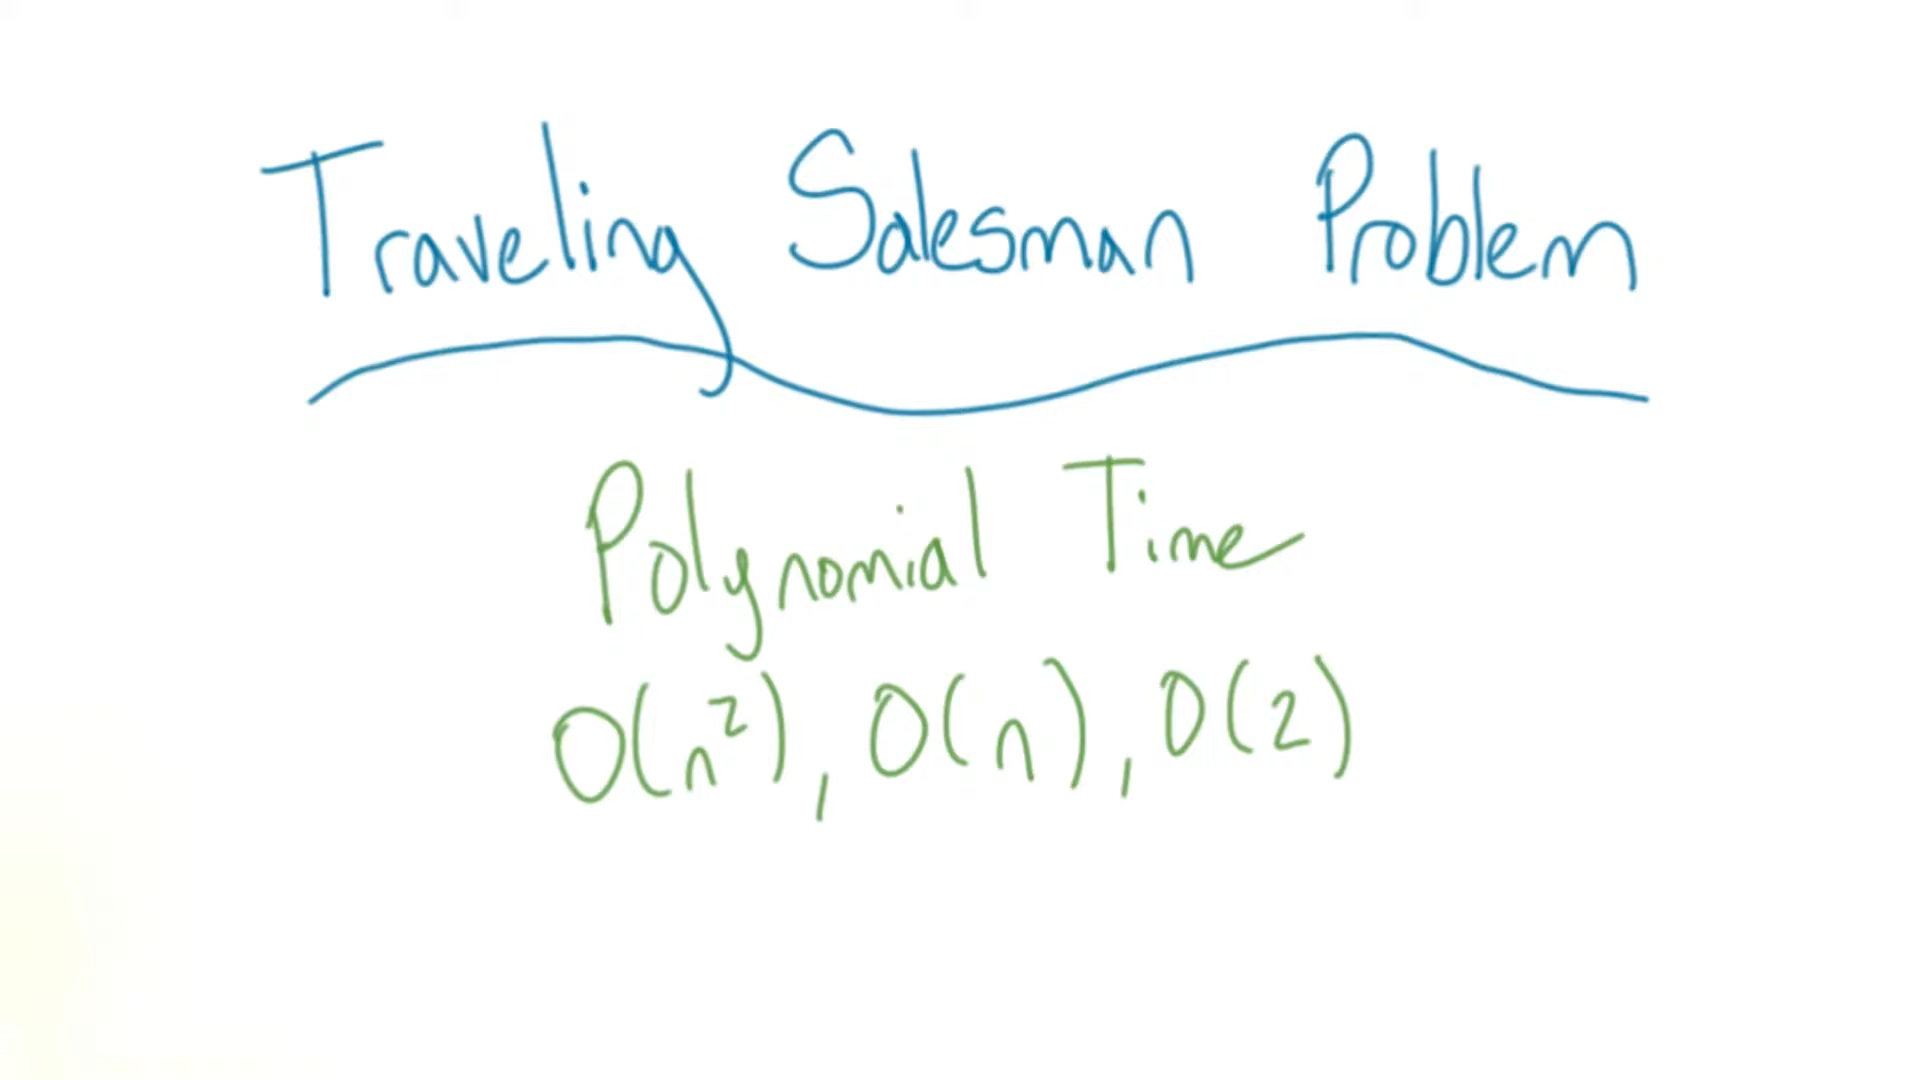 Traveling Salesman Problem
Polynomial Time
O(n²), O(n), O(2)